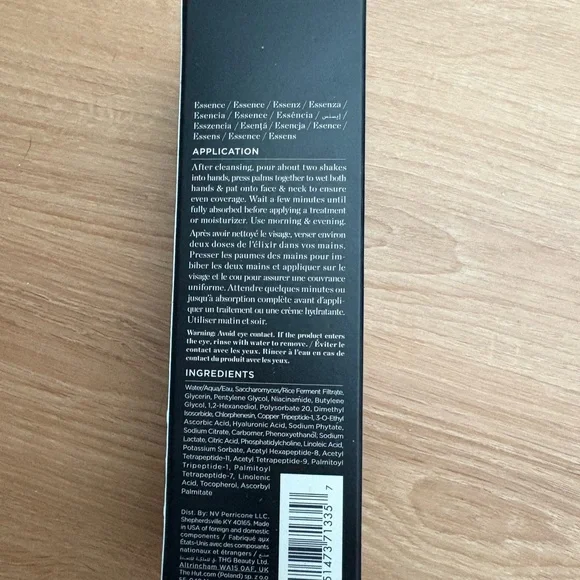 Essence / Essence / Essenz / Essenza /
Esencia / Essence / Essência / إيسنس /
Esszencia / Esenţă / Esencja / Esence /
Essens / Essence / Essens
APPLICATION
After cleansing, pour about two shakes
into hands, press palms together to wet both
hands & pat onto face & neck to ensure
even coverage. Wait a few minutes until
fully absorbed before applying a treatment
or moisturizer. Use morning & evening.
Après avoir nettoyé le visage, verser environ
deux doses de l'élixir dans vos mains.
Presser les paumes des mains pour im-
biber les deux mains et appliquer sur le
visage et le cou pour assurer une couvrance
uniforme. Attendre quelques minutes ou
jusqu'à absorption complète avant d'appli-
quer un traitement ou une crème hydratante.
Utiliser matin et soir.
Warning: Avoid eye contact. If the product enters
the eye, rinse with water to remove. / Éviter le
contact avec les yeux. Rincer à l'eau en cas de
contact du produit avec les yeux.
INGREDIENTS
Water/Aqua/Eau, Saccharomyces/Rice Ferment Filtrate,
Glycerin, Pentylene Glycol, Niacinamide, Butylene
Glycol, 1,2-Hexanediol, Polysorbate 20, Dimethyl
Isosorbide, Chlorphenesin, Copper Tripeptide-1, 3-O-Ethyl
Ascorbic Acid, Hyaluronic Acid, Sodium Phytate,
Sodium Citrate, Carbomer, Phenoxyethanol, Sodium
Lactate, Citric Acid, Phosphatidylcholine, Linoleic Acid,
Potassium Sorbate, Acetyl Hexapeptide-8, Acetyl
Tetrapeptide-11, Acetyl Tetrapeptide-9, Palmitoyl
Tripeptide-1, Palmitoyl
Tetrapeptide-7, Linolenic
Acid, Tocopherol, Ascorbyl
Palmitate
Dist. By: NV Perricone LLC.
Shepherdsville KY 40165. Made
in USA of foreign and domestic
components / Fabriqué aux
États-Unis avec des composants
nationaux et étrangers /
THG Beauty Ltd.
Altrincham WA15 0AF, UK
The Hut.com (Poland) sp. z o.o
51473 71335 7